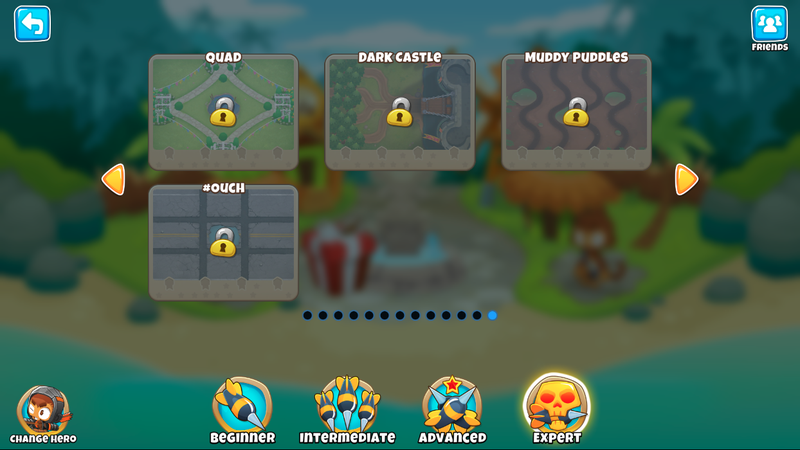 FRIENDS
QUAD
DARK CASTLE
MUDDY PUDDLES
#OUCH
CHANGE HERO
BEGINNER
INTERMEDIATE
ADVANCED
EXPERT